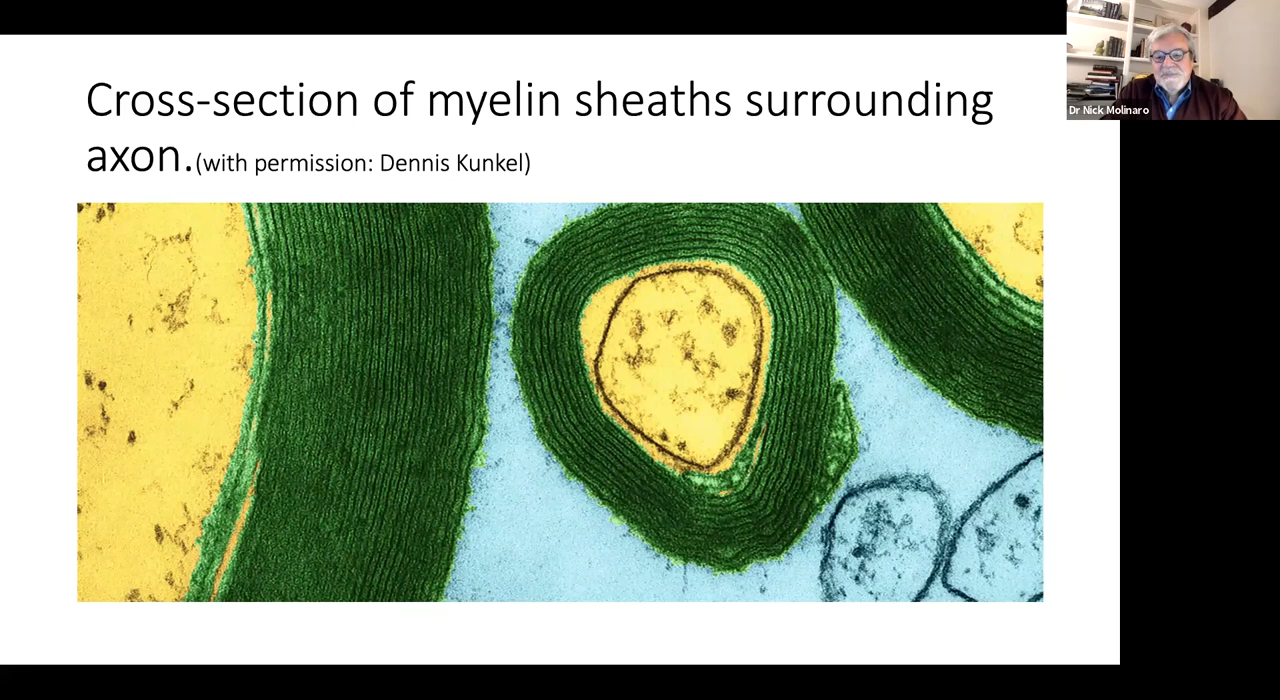 Cross-section of myelin sheaths surrounding
axon.(with permission: Dennis Kunkel)
Dr Nick Molinaro